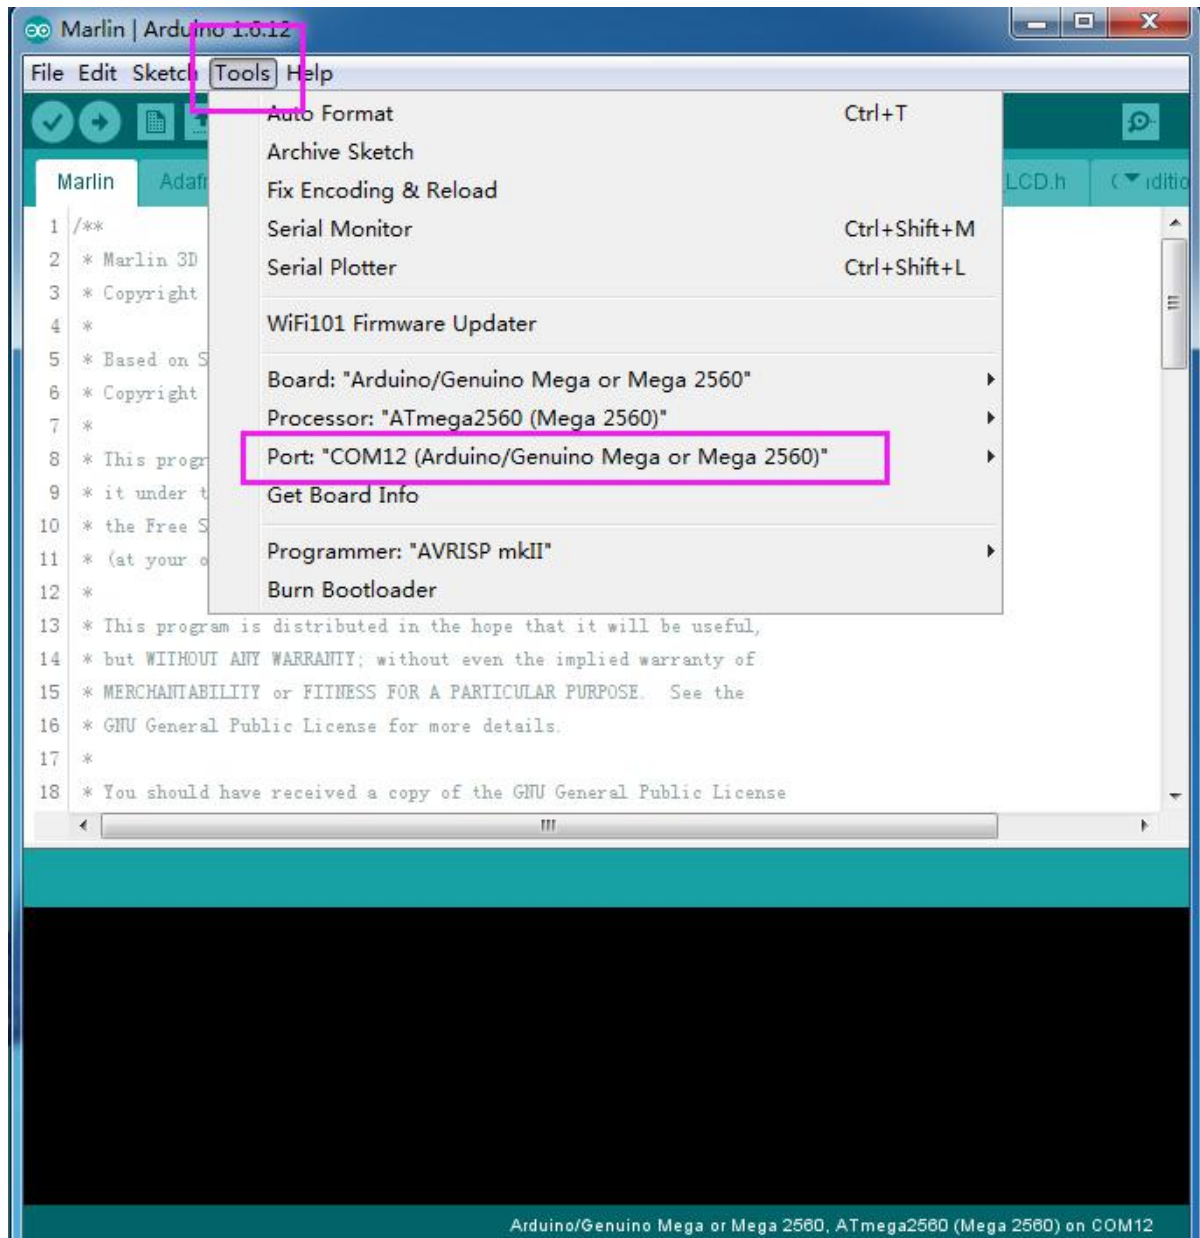 Marlin | Arduino 1.6.12
File Edit Sketch Tools Help
Auto Format Ctrl+T
Archive Sketch
Fix Encoding & Reload
Serial Monitor Ctrl+Shift+M
Serial Plotter Ctrl+Shift+L
WiFi101 Firmware Updater
Board: "Arduino/Genuino Mega or Mega 2560"
Processor: "ATmega2560 (Mega 2560)"
Port: "COM12 (Arduino/Genuino Mega or Mega 2560)"
Get Board Info
Programmer: "AVRISP mkII"
Burn Bootloader
Marlin Adafr LCD.h
1 /**
2 * Marlin 3D
3 * Copyright
4 *
5 * Based on S
6 * Copyright
7 *
8 * This progr
9 * it under t
10 * the Free S
11 * (at your o
12 *
13 * This program is distributed in the hope that it will be useful,
14 * but WITHOUT ANY WARRANTY; without even the implied warranty of
15 * MERCHANTABILITY or FITNESS FOR A PARTICULAR PURPOSE. See the
16 * GNU General Public License for more details.
17 *
18 * You should have received a copy of the GNU General Public License
Arduino/Genuino Mega or Mega 2560, ATmega2560 (Mega 2560) on COM12